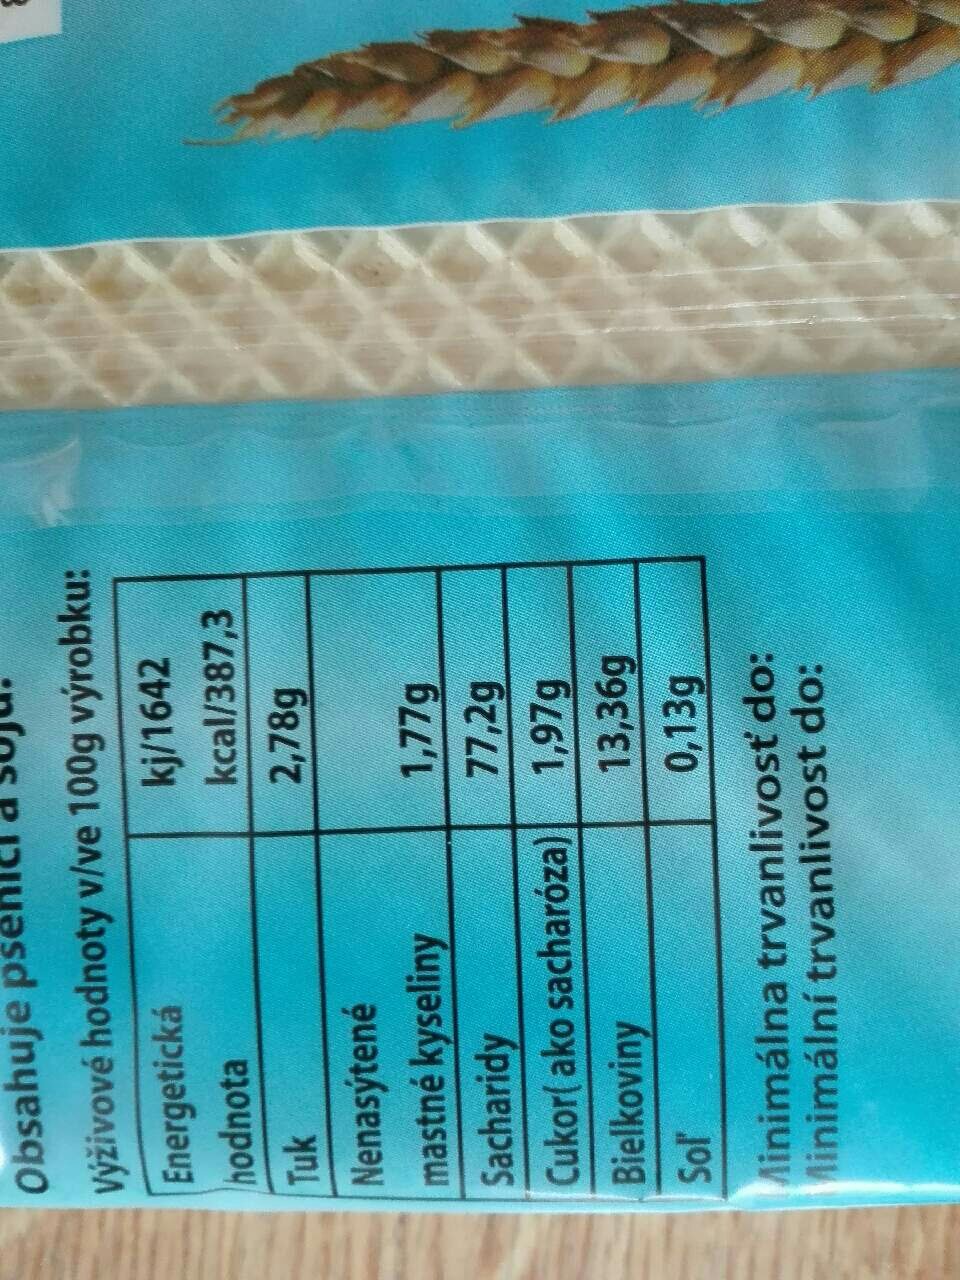 Obsahuje pšenici a sóju.
Výživové hodnoty v/ve 100g výrobku:
Energetická kj/1642
hodnota kcal/387,3
Tuk 2,78g
Nenasýtené
mastné kyseliny 1,77g
Sacharidy 77,2g
Cukor( ako sacharóza) 1,97g
Bielkoviny 13,36g
Soľ 0,13g
Minimálna trvanlivosť do:
Minimální trvanlivost do: